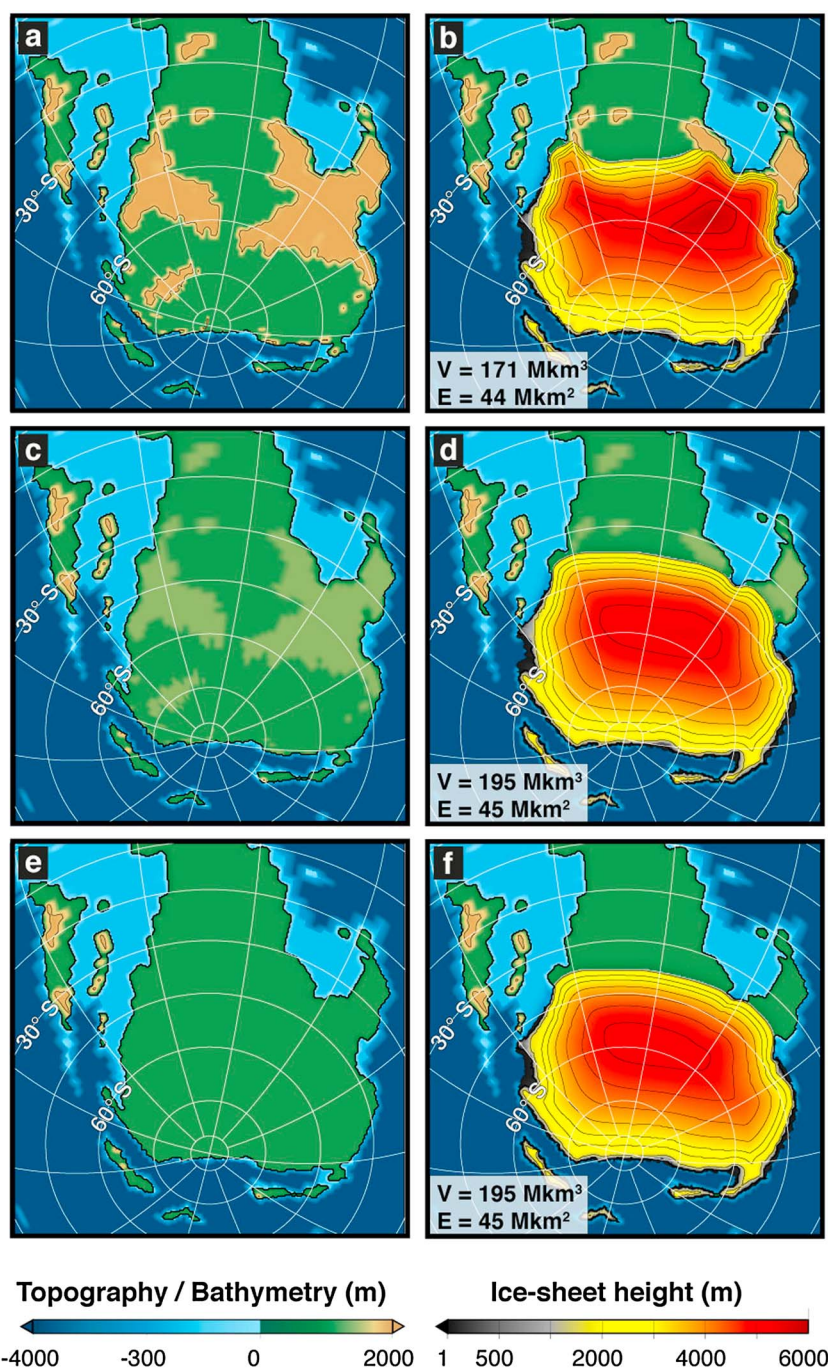 a
b
30° S
60° S
30° S
60° S
V = 171 Mkm³
E = 44 Mkm²
c
d
30° S
60° S
30° S
60° S
V = 195 Mkm³
E = 45 Mkm²
e
f
30° S
60° S
30° S
60° S
V = 195 Mkm³
E = 45 Mkm²
Topography / Bathymetry (m)
Ice-sheet height (m)
-4000 -300 0 2000
1 500 2000 4000 6000